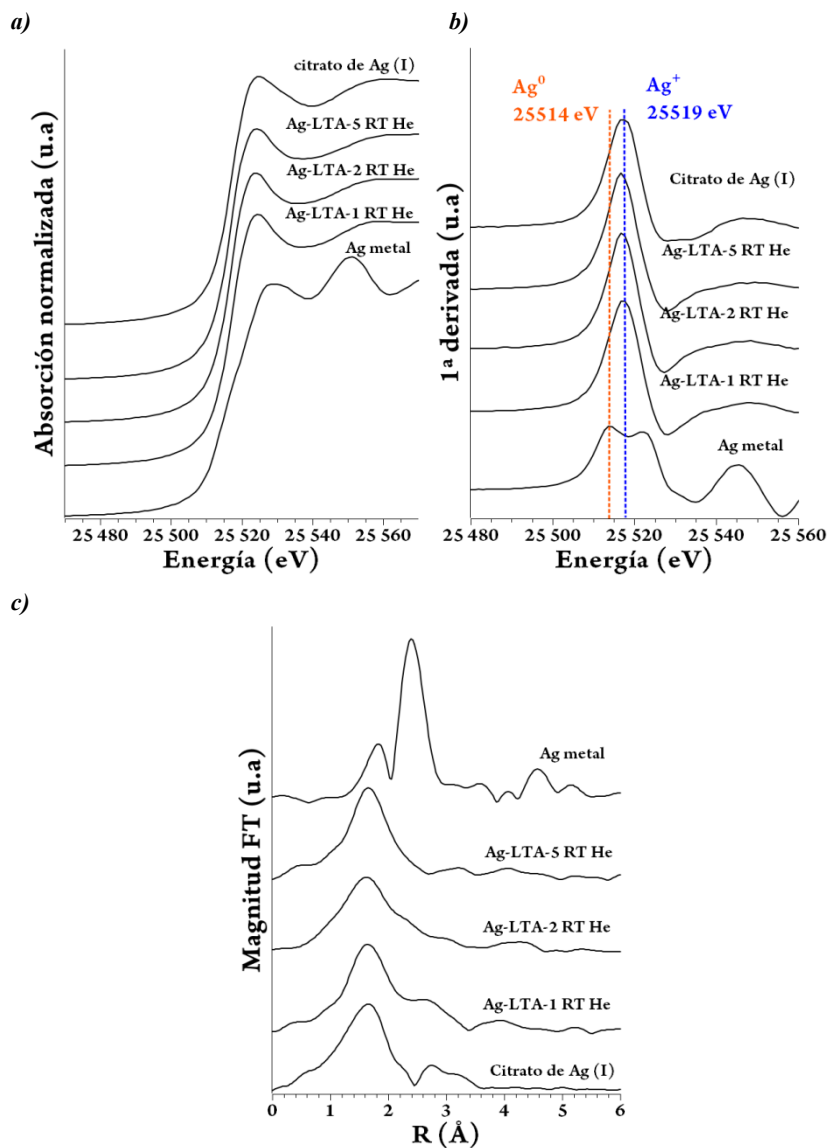 a)
Absorción normalizada (u.a)
citrato de Ag (I)
Ag-LTA-5 RT He
Ag-LTA-2 RT He
Ag-LTA-1 RT He
Ag metal
25 480 25 500 25 520 25 540 25 560
Energía (eV)
b)
1ª derivada (u.a)
Ag⁰
25514 eV
Ag⁺
25519 eV
Citrato de Ag (I)
Ag-LTA-5 RT He
Ag-LTA-2 RT He
Ag-LTA-1 RT He
Ag metal
25 480 25 500 25 520 25 540 25 560
Energía (eV)
c)
Magnitud FT (u.a)
Ag metal
Ag-LTA-5 RT He
Ag-LTA-2 RT He
Ag-LTA-1 RT He
Citrato de Ag (I)
0 1 2 3 4 5 6
R (Å)